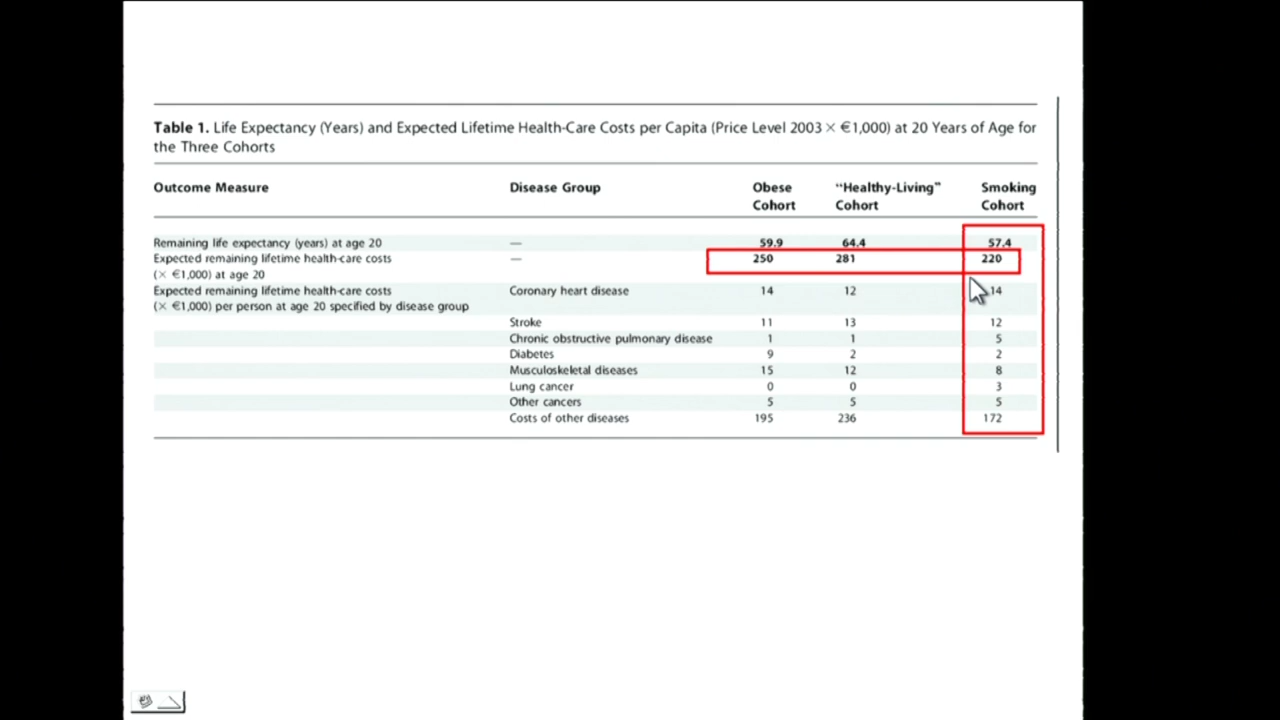 Table 1. Life Expectancy (Years) and Expected Lifetime Health-Care Costs per Capita (Price Level 2003 × €1,000) at 20 Years of Age for
the Three Cohorts
Outcome Measure Disease Group Obese Cohort "Healthy-Living" Cohort Smoking Cohort
Remaining life expectancy (years) at age 20 — 59.9 64.4 57.4
Expected remaining lifetime health-care costs — 250 281 220
(× €1,000) at age 20
Expected remaining lifetime health-care costs Coronary heart disease 14 12 14
(× €1,000) per person at age 20 specified by disease group
Stroke 11 13 12
Chronic obstructive pulmonary disease 1 1 5
Diabetes 9 2 2
Musculoskeletal diseases 15 12 8
Lung cancer 0 0 3
Other cancers 5 5 5
Costs of other diseases 195 236 172